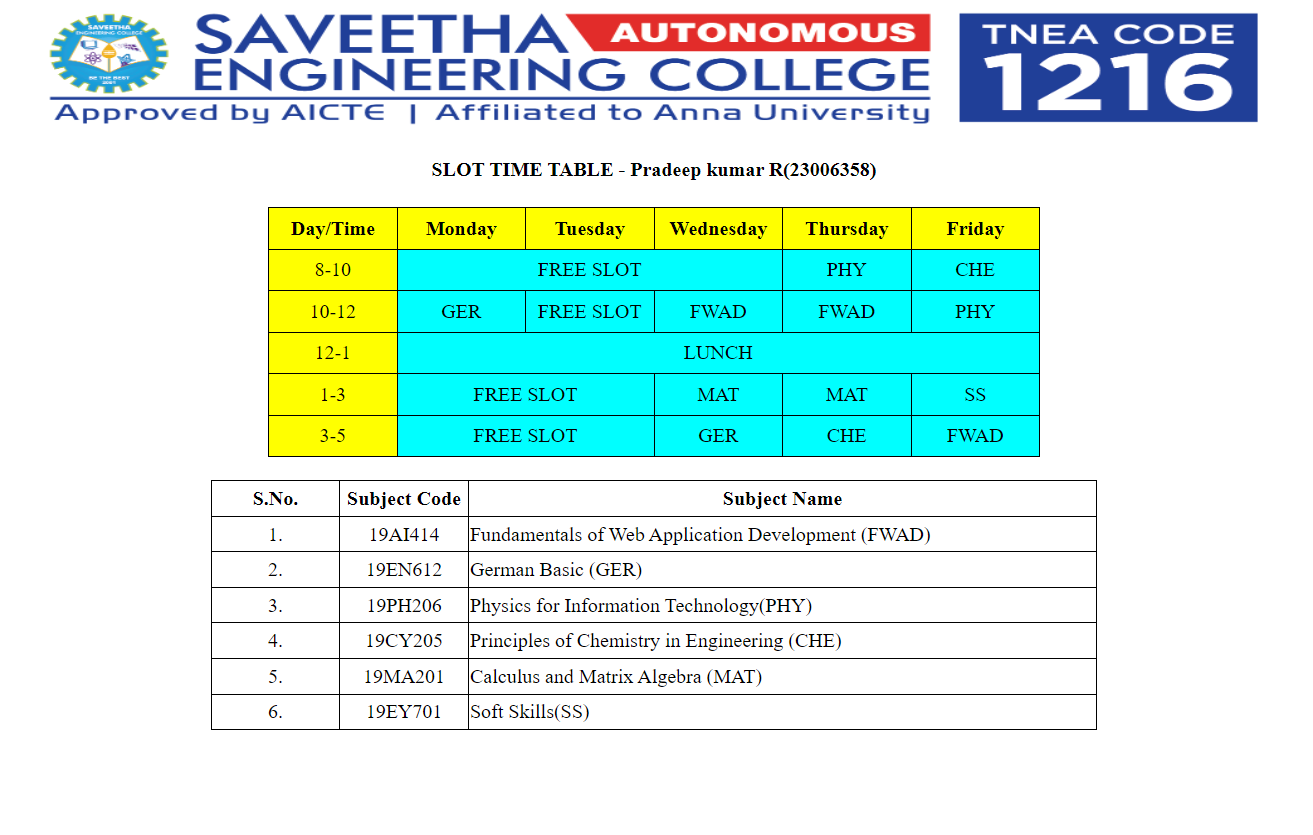 SAVEETHA AUTONOMOUS
ENGINEERING COLLEGE
Approved by AICTE | Affiliated to Anna University
TNEA CODE
1216
SAVEETHA
ENGINEERING COLLEGE
BE THE BEST
SLOT TIME TABLE - Pradeep kumar R(23006358)
Day/Time Monday Tuesday Wednesday Thursday Friday
8-10 FREE SLOT PHY CHE
10-12 GER FREE SLOT FWAD FWAD PHY
12-1 LUNCH
1-3 FREE SLOT MAT MAT SS
3-5 FREE SLOT GER CHE FWAD
S.No. Subject Code Subject Name
1. 19AI414 Fundamentals of Web Application Development (FWAD)
2. 19EN612 German Basic (GER)
3. 19PH206 Physics for Information Technology(PHY)
4. 19CY205 Principles of Chemistry in Engineering (CHE)
5. 19MA201 Calculus and Matrix Algebra (MAT)
6. 19EY701 Soft Skills(SS)